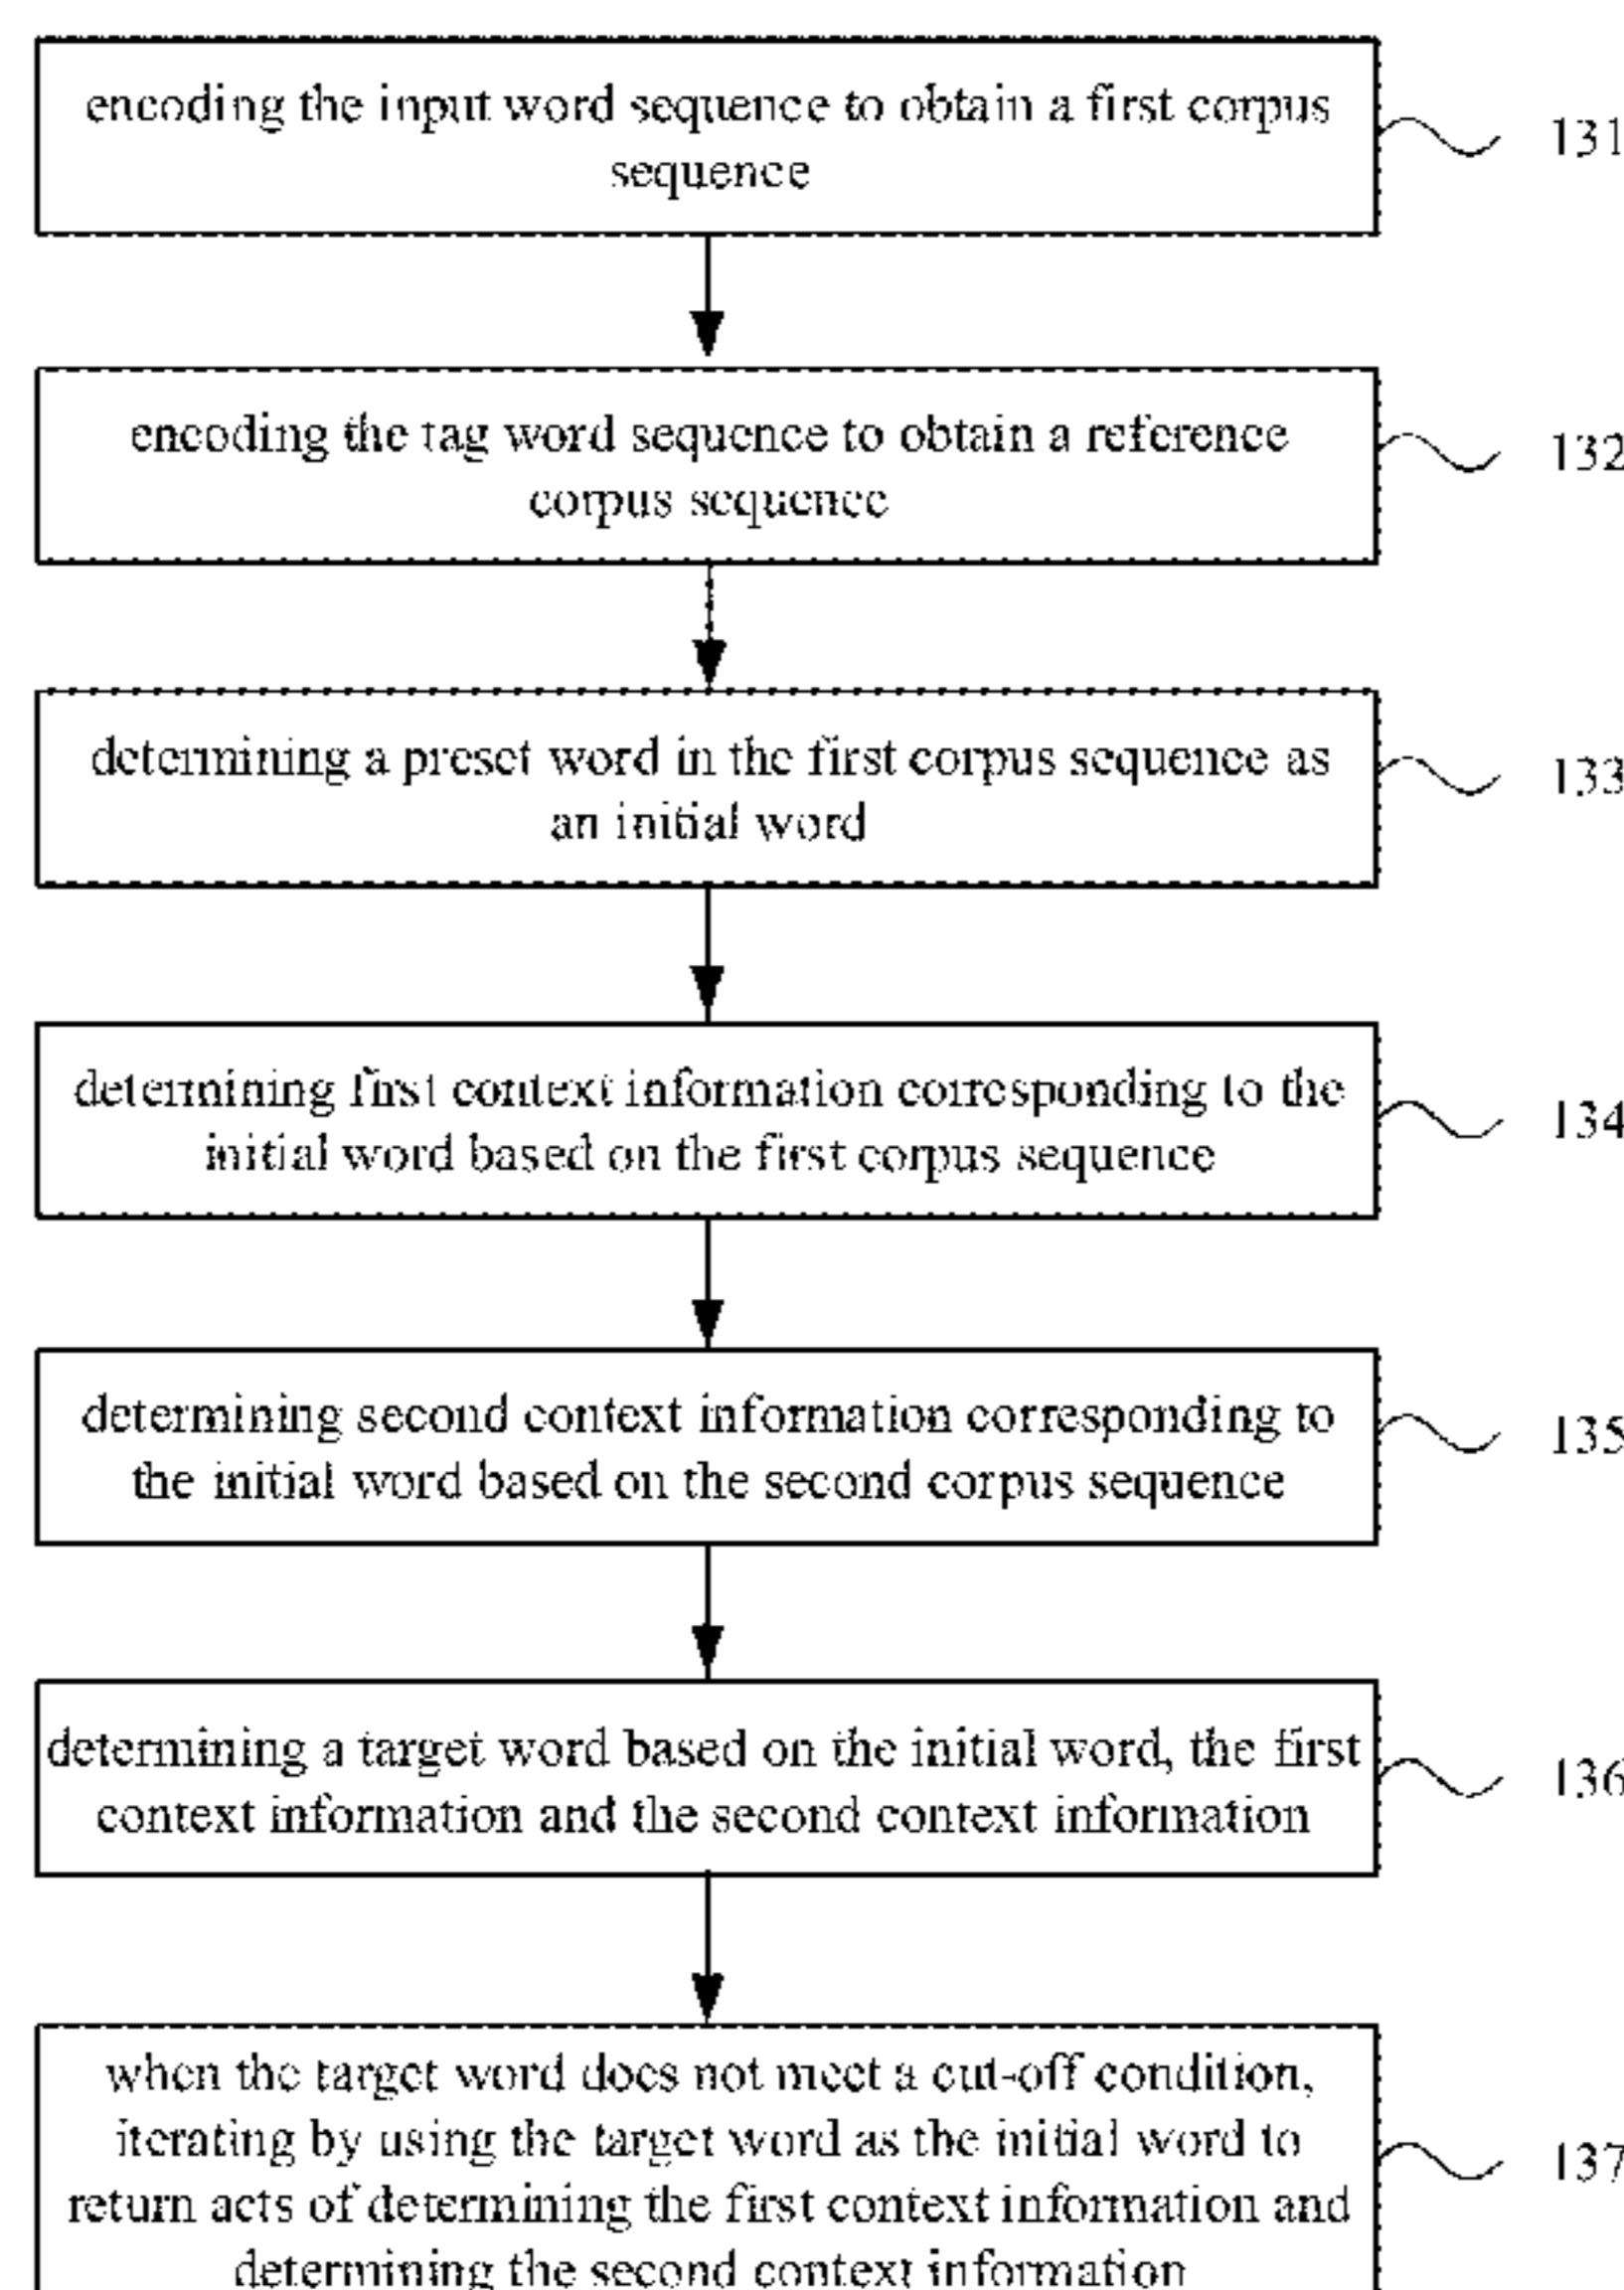 encoding the input word sequence to obtain a first corpus
sequence
131
encoding the tag word sequence to obtain a reference
corpus sequence
132
determining a preset word in the first corpus sequence as
an initial word
133
determining first context information corresponding to the
initial word based on the first corpus sequence
134
determining second context information corresponding to
the initial word based on the second corpus sequence
135
determining a target word based on the initial word, the first
context information and the second context information
136
when the target word does not meet a cut-off condition,
iterating by using the target word as the initial word to
return acts of determining the first context information and
determining the second context information
137